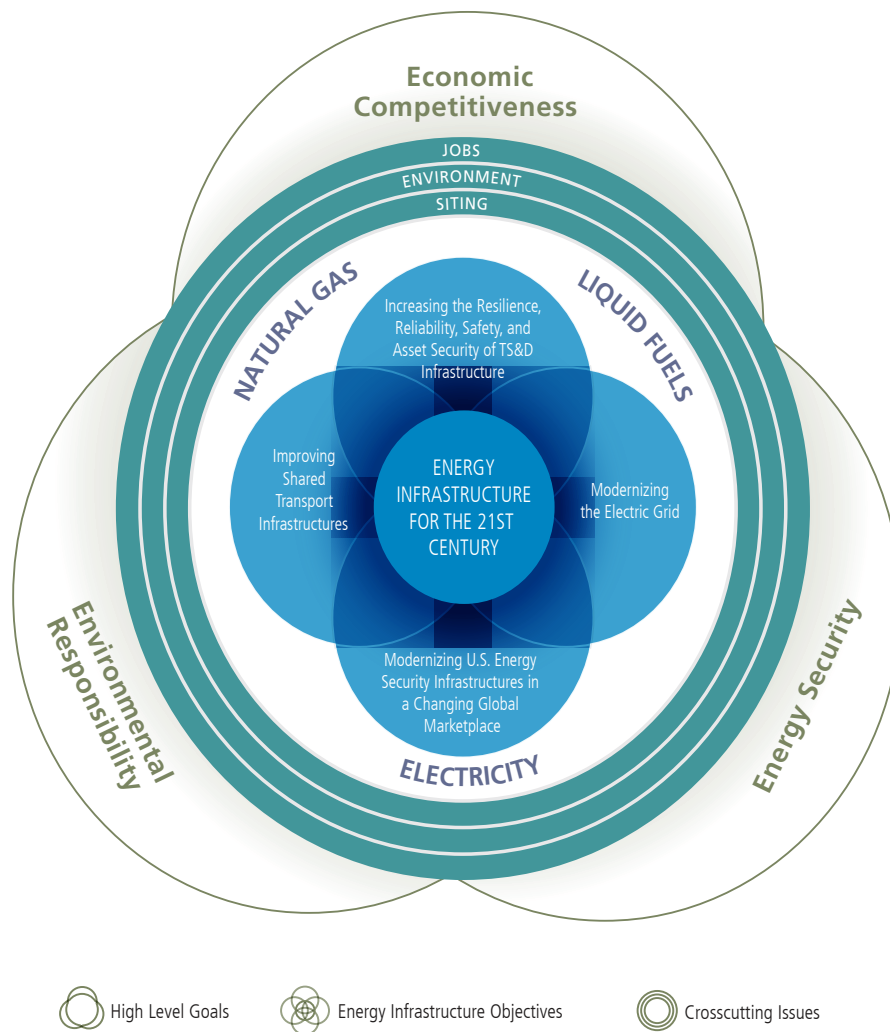 Economic
Competitiveness
JOBS
ENVIRONMENT
SITING
NATURAL GAS
LIQUID FUELS
Increasing the Resilience,
Reliability, Safety, and
Asset Security of TS&D
Infrastructure
Improving
Shared
Transport
Infrastructures
ENERGY
INFRASTRUCTURE
FOR THE 21ST
CENTURY
Modernizing
the Electric Grid
Modernizing U.S. Energy
Security Infrastructures in
a Changing Global
Marketplace
ELECTRICITY
Environmental
Responsibility
Energy Security
High Level Goals
Energy Infrastructure Objectives
Crosscutting Issues